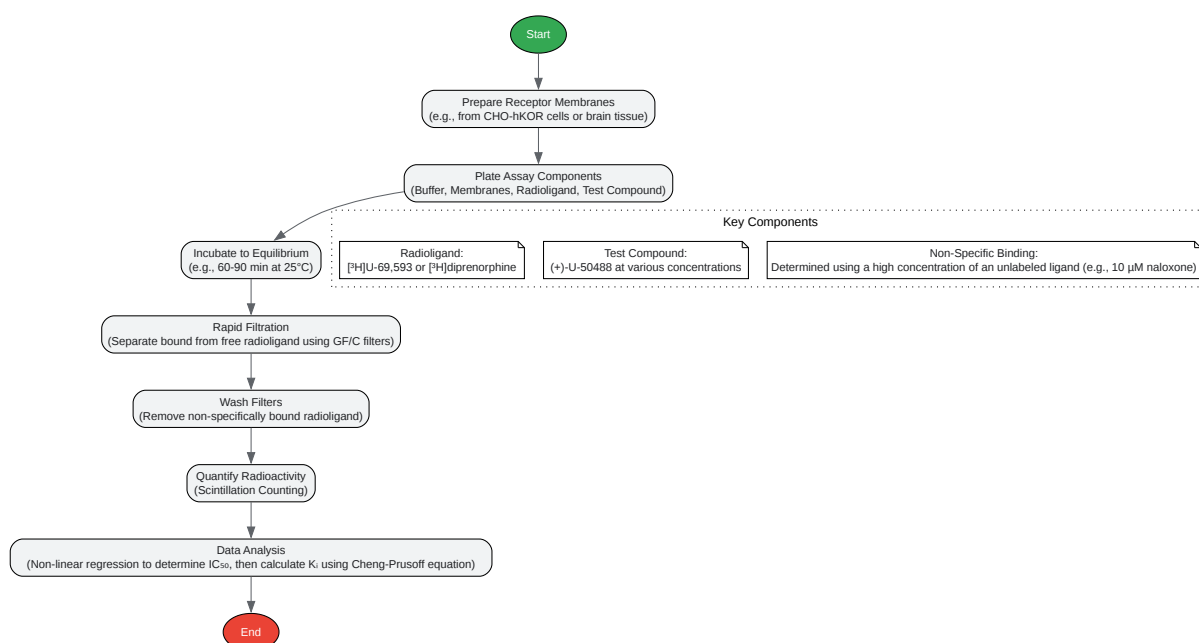 Start
Prepare Receptor Membranes
(e.g., from CHO-hKOR cells or brain tissue)
Plate Assay Components
(Buffer, Membranes, Radioligand, Test Compound)
Key Components
Incubate to Equilibrium
(e.g., 60-90 min at 25°C)
Radioligand:
[³H]U-69,593 or [³H]diprenorphine
Test Compound:
(+)-U-50488 at various concentrations
Non-Specific Binding:
Determined using a high concentration of an unlabeled ligand (e.g., 10 µM naloxone)
Rapid Filtration
(Separate bound from free radioligand using GF/C filters)
Wash Filters
(Remove non-specifically bound radioligand)
Quantify Radioactivity
(Scintillation Counting)
Data Analysis
(Non-linear regression to determine IC₅₀, then calculate Kᵢ using Cheng-Prusoff equation)
End